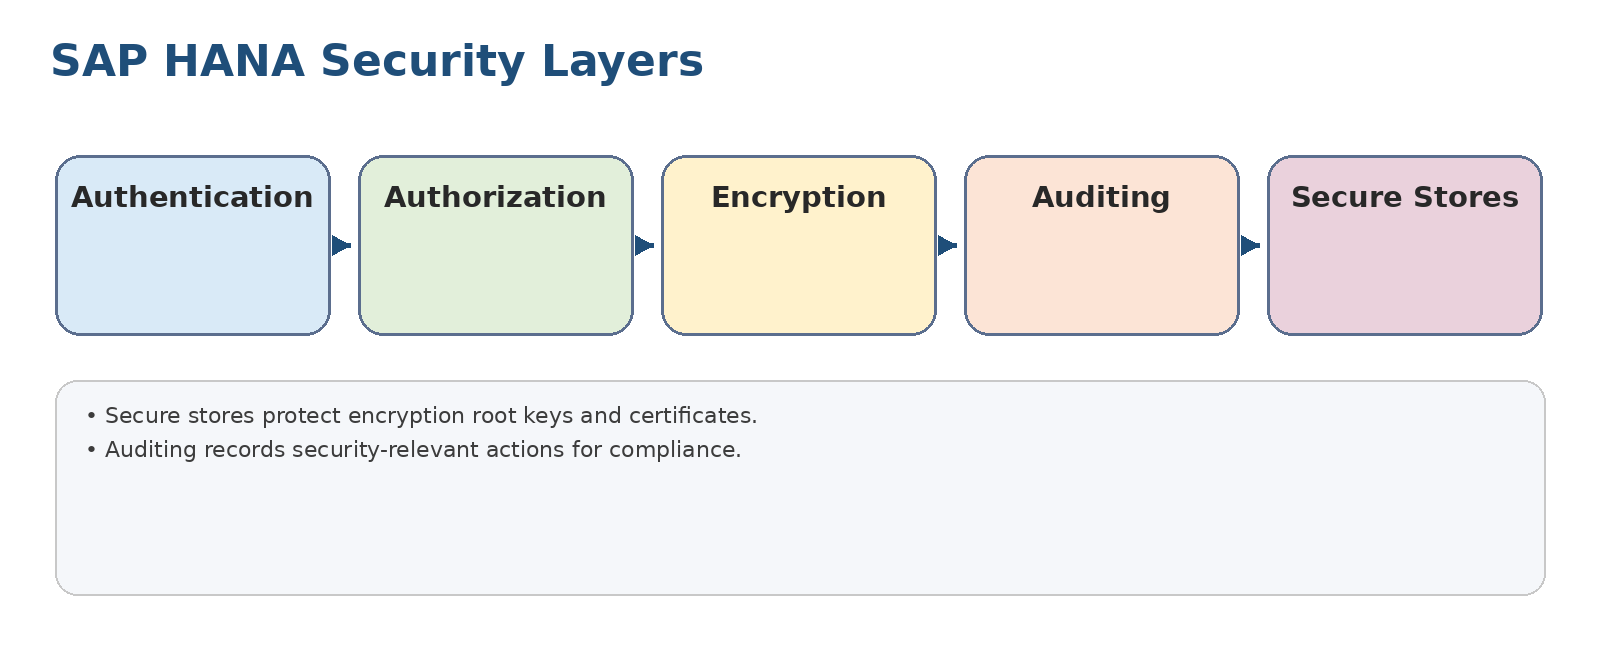 SAP HANA Security Layers
Authentication
Authorization
Encryption
Auditing
Secure Stores
• Secure stores protect encryption root keys and certificates.
• Auditing records security-relevant actions for compliance.